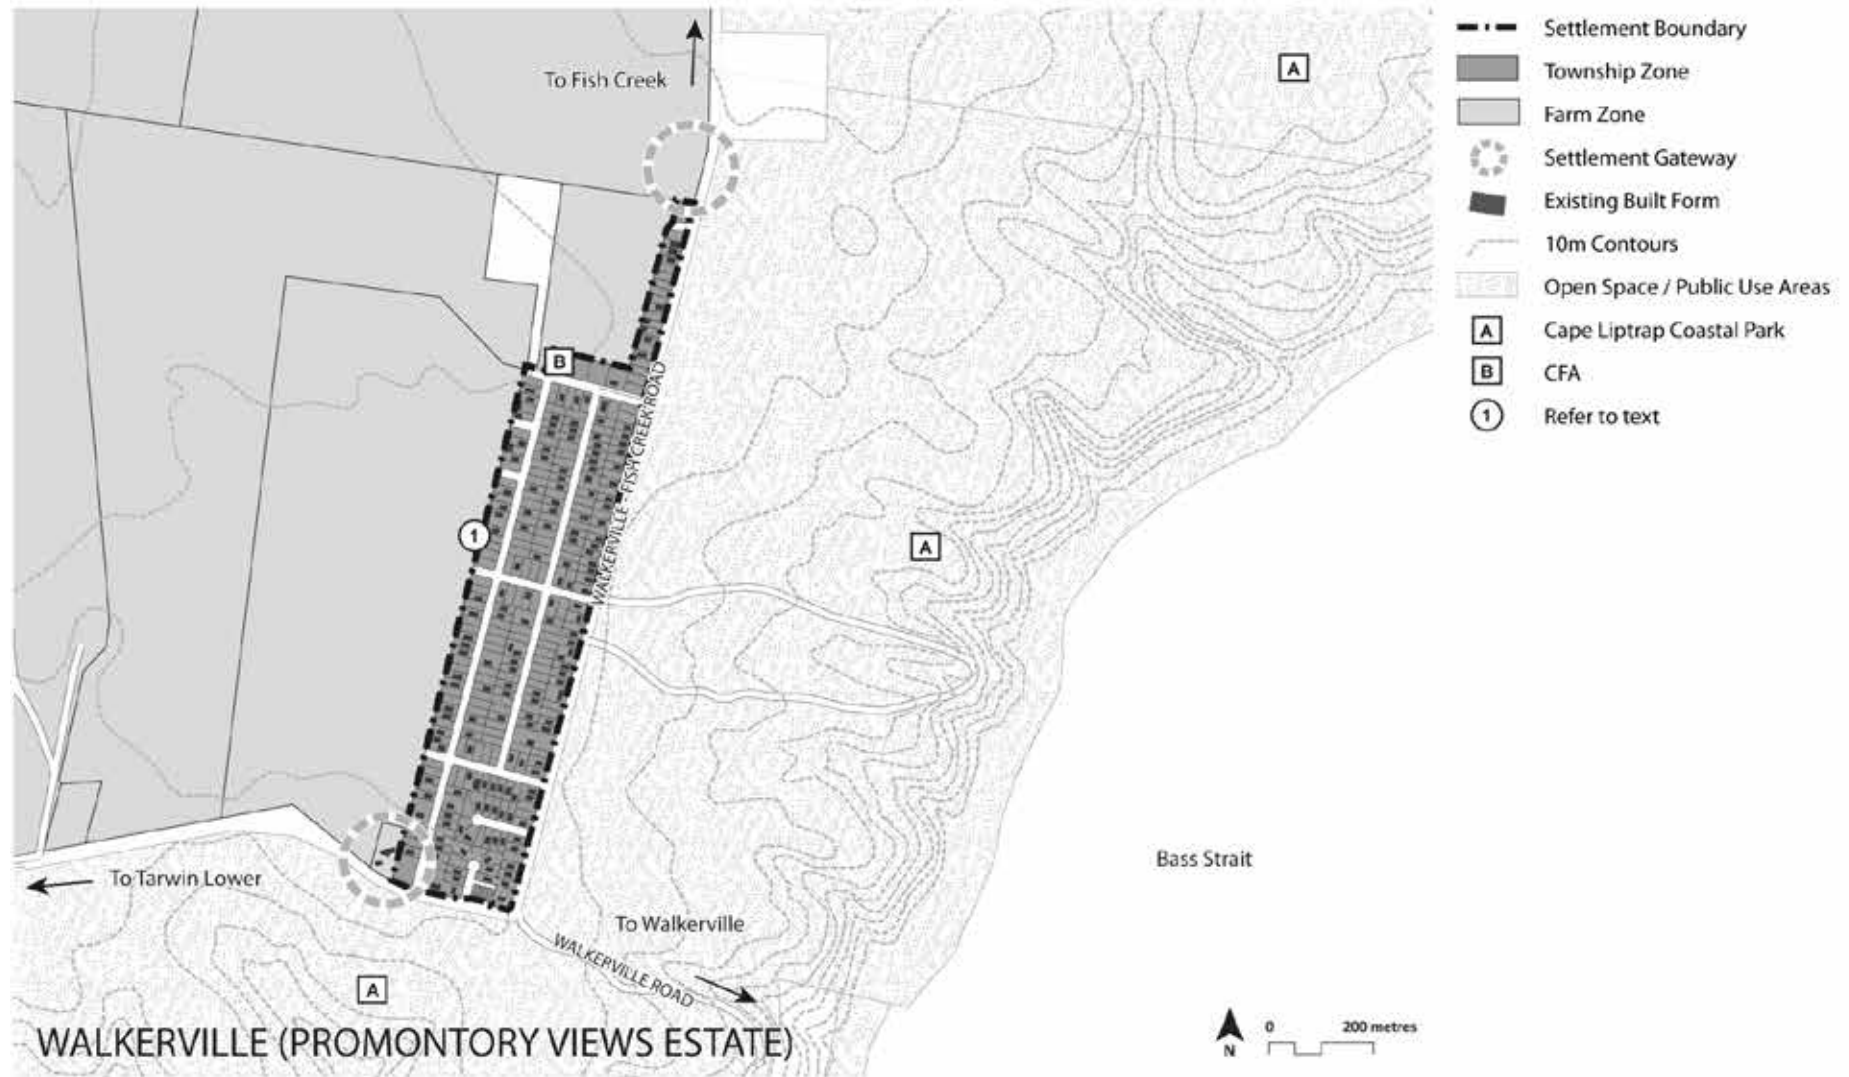 To Fish Creek
A
B
WALKERVILLE - FISH CREEK ROAD
1
A
To Tarwin Lower
To Walkerville
WALKERVILLE ROAD
A
Bass Strait
WALKERVILLE (PROMONTORY VIEWS ESTATE)
N
0 200 metres
Settlement Boundary
Township Zone
Farm Zone
Settlement Gateway
Existing Built Form
10m Contours
Open Space / Public Use Areas
A Cape Liptrap Coastal Park
B CFA
1 Refer to text